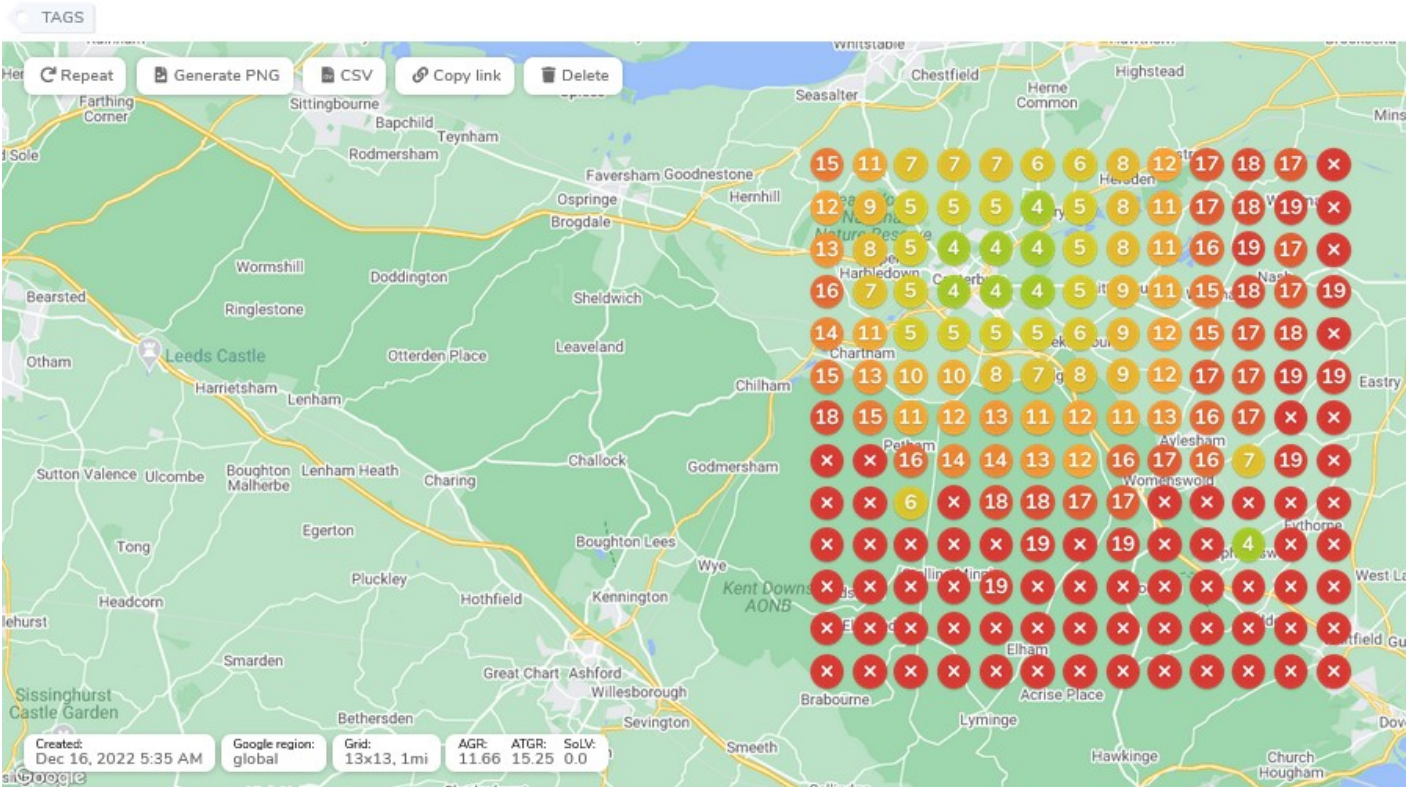 TAGS
Whitstable
Repeat
Generate PNG
CSV
Copy link
Delete
Chestfield
Highstead
Herne
Common
Seasalter
Farthing
Corner
Sittingbourne
Bapchild
Teynham
Rodmersham
Mins
Sole
15 11 7 7 7 6 6 8 12 17 18 17 ×
Faversham Goodnestone
Hersden
Ospringe
Hernhill
Brogdale
12 9 5 5 5 4 5 8 11 17 18 19 ×
Nature Reserve
13 8 5 4 4 4 5 8 11 16 19 17 ×
Wormshill
Doddington
Harbledown
Bearsted
Sheldwich
16 7 5 4 4 4 5 9 11 15 18 17 19
Ringlestone
14 11 5 5 5 5 6 9 12 15 17 18 ×
Leeds Castle
Otterden Place
Leaveland
Chartham
Otham
15 13 10 10 8 7 8 9 12 17 17 19 19
Harrietsham
Lenham
Chilham
Eastry
18 15 11 12 13 11 12 11 13 16 17 × ×
Petham
Aylesham
× × 16 14 14 13 12 16 17 16 7 19 ×
Sutton Valence
Ulcombe
Boughton
Malherbe
Lenham Heath
Charing
Challock
Godmersham
Womenswold
× × 6 × 18 18 17 17 × × × × ×
Egerton
Eythorne
Tong
Boughton Lees
× × × × × 19 × 19 × × 4 × ×
Wye
Pluckley
Kent Downs
AONB
West La
× × × × 19 × × × × × × × ×
Headcorn
Hothfield
Kennington
lehurst
× × × × × × × × × × × × ×
Elham
Smarden
Great Chart
Ashford
× × × × × × × × × × × × ×
Sissinghurst
Castle Garden
Willesborough
Brabourne
Acrise Place
Bethersden
Sevington
Lyminge
Dov
Created:
Dec 16, 2022 5:35 AM
Google region:
global
Grid:
13x13, 1mi
AGR:
11.66
ATGR:
15.25
SoLV:
0.0
Smeeth
Hawkinge
Church
Hougham
Google